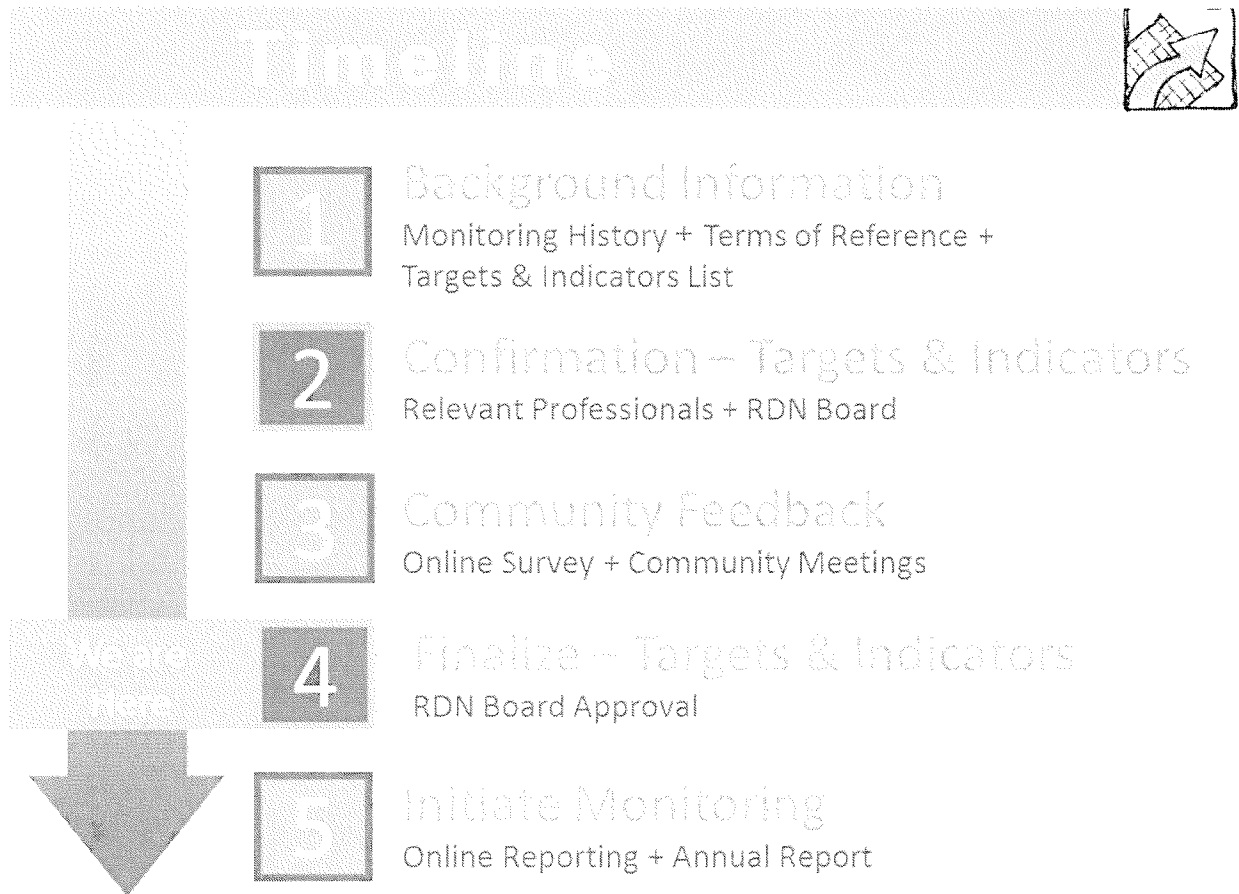 Timeline
1
Background Information
Monitoring History + Terms of Reference +
Targets & Indicators List
2
Confirmation – Targets & Indicators
Relevant Professionals + RDN Board
3
Community Feedback
Online Survey + Community Meetings
We are
Here
4
Finalize – Targets & Indicators
RDN Board Approval
5
Initiate Monitoring
Online Reporting + Annual Report